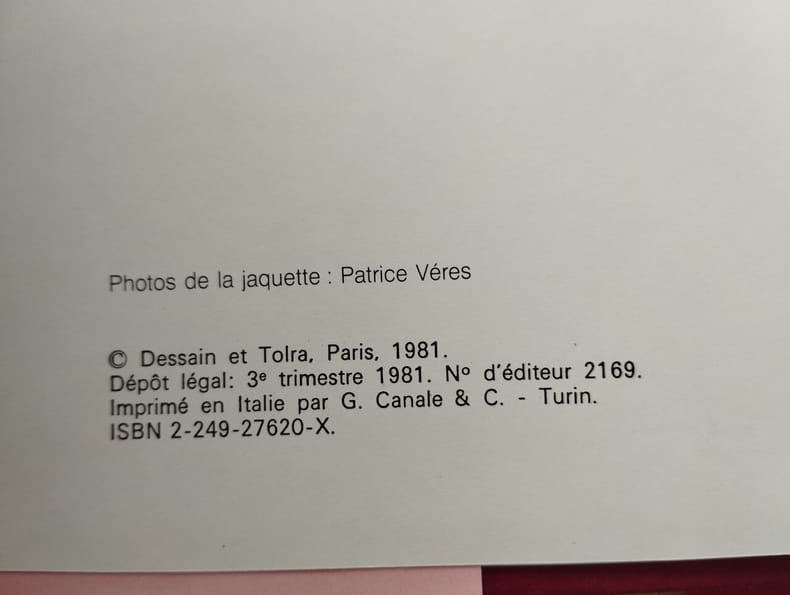 Photos de la jaquette : Patrice Véres
© Dessain et Tolra, Paris, 1981.
Dépôt légal: 3e trimestre 1981. No d'éditeur 2169.
Imprimé en Italie par G. Canale & C. - Turin.
ISBN 2-249-27620-X.